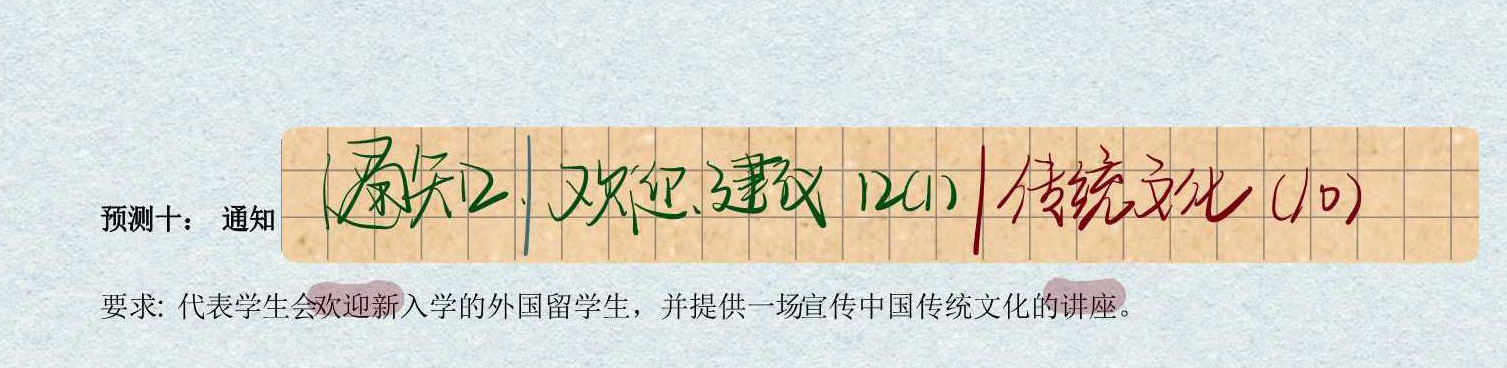 预测十： 通知 通知 | 欢迎、建议 12(1) | 传统文化 (10)
要求: 代表学生会欢迎新入学的外国留学生，并提供一场宣传中国传统文化的讲座。